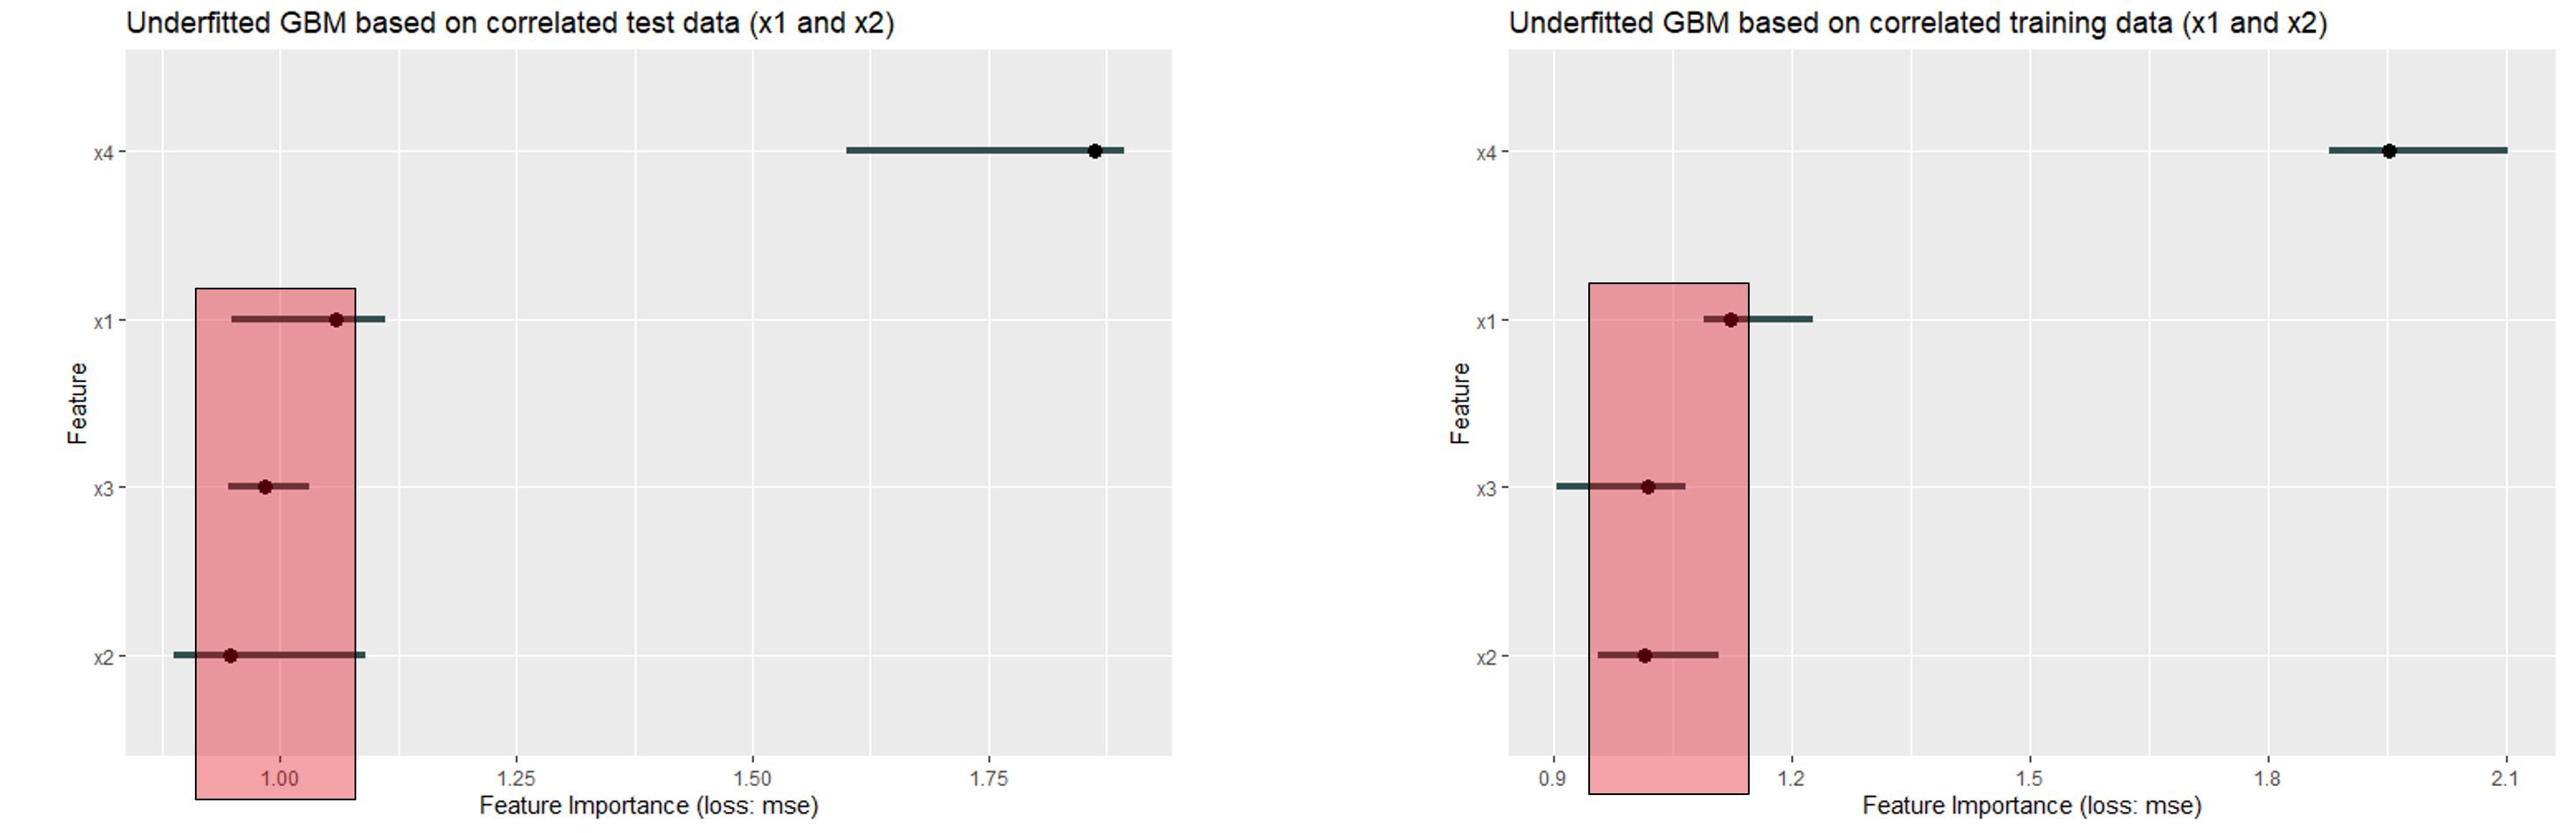 Underfitted GBM based on correlated test data (x1 and x2)
x4
x1
x3
x2
Feature
1.00 1.25 1.50 1.75
Feature Importance (loss: mse)
Underfitted GBM based on correlated training data (x1 and x2)
x4
x1
x3
x2
Feature
0.9 1.2 1.5 1.8 2.1
Feature Importance (loss: mse)